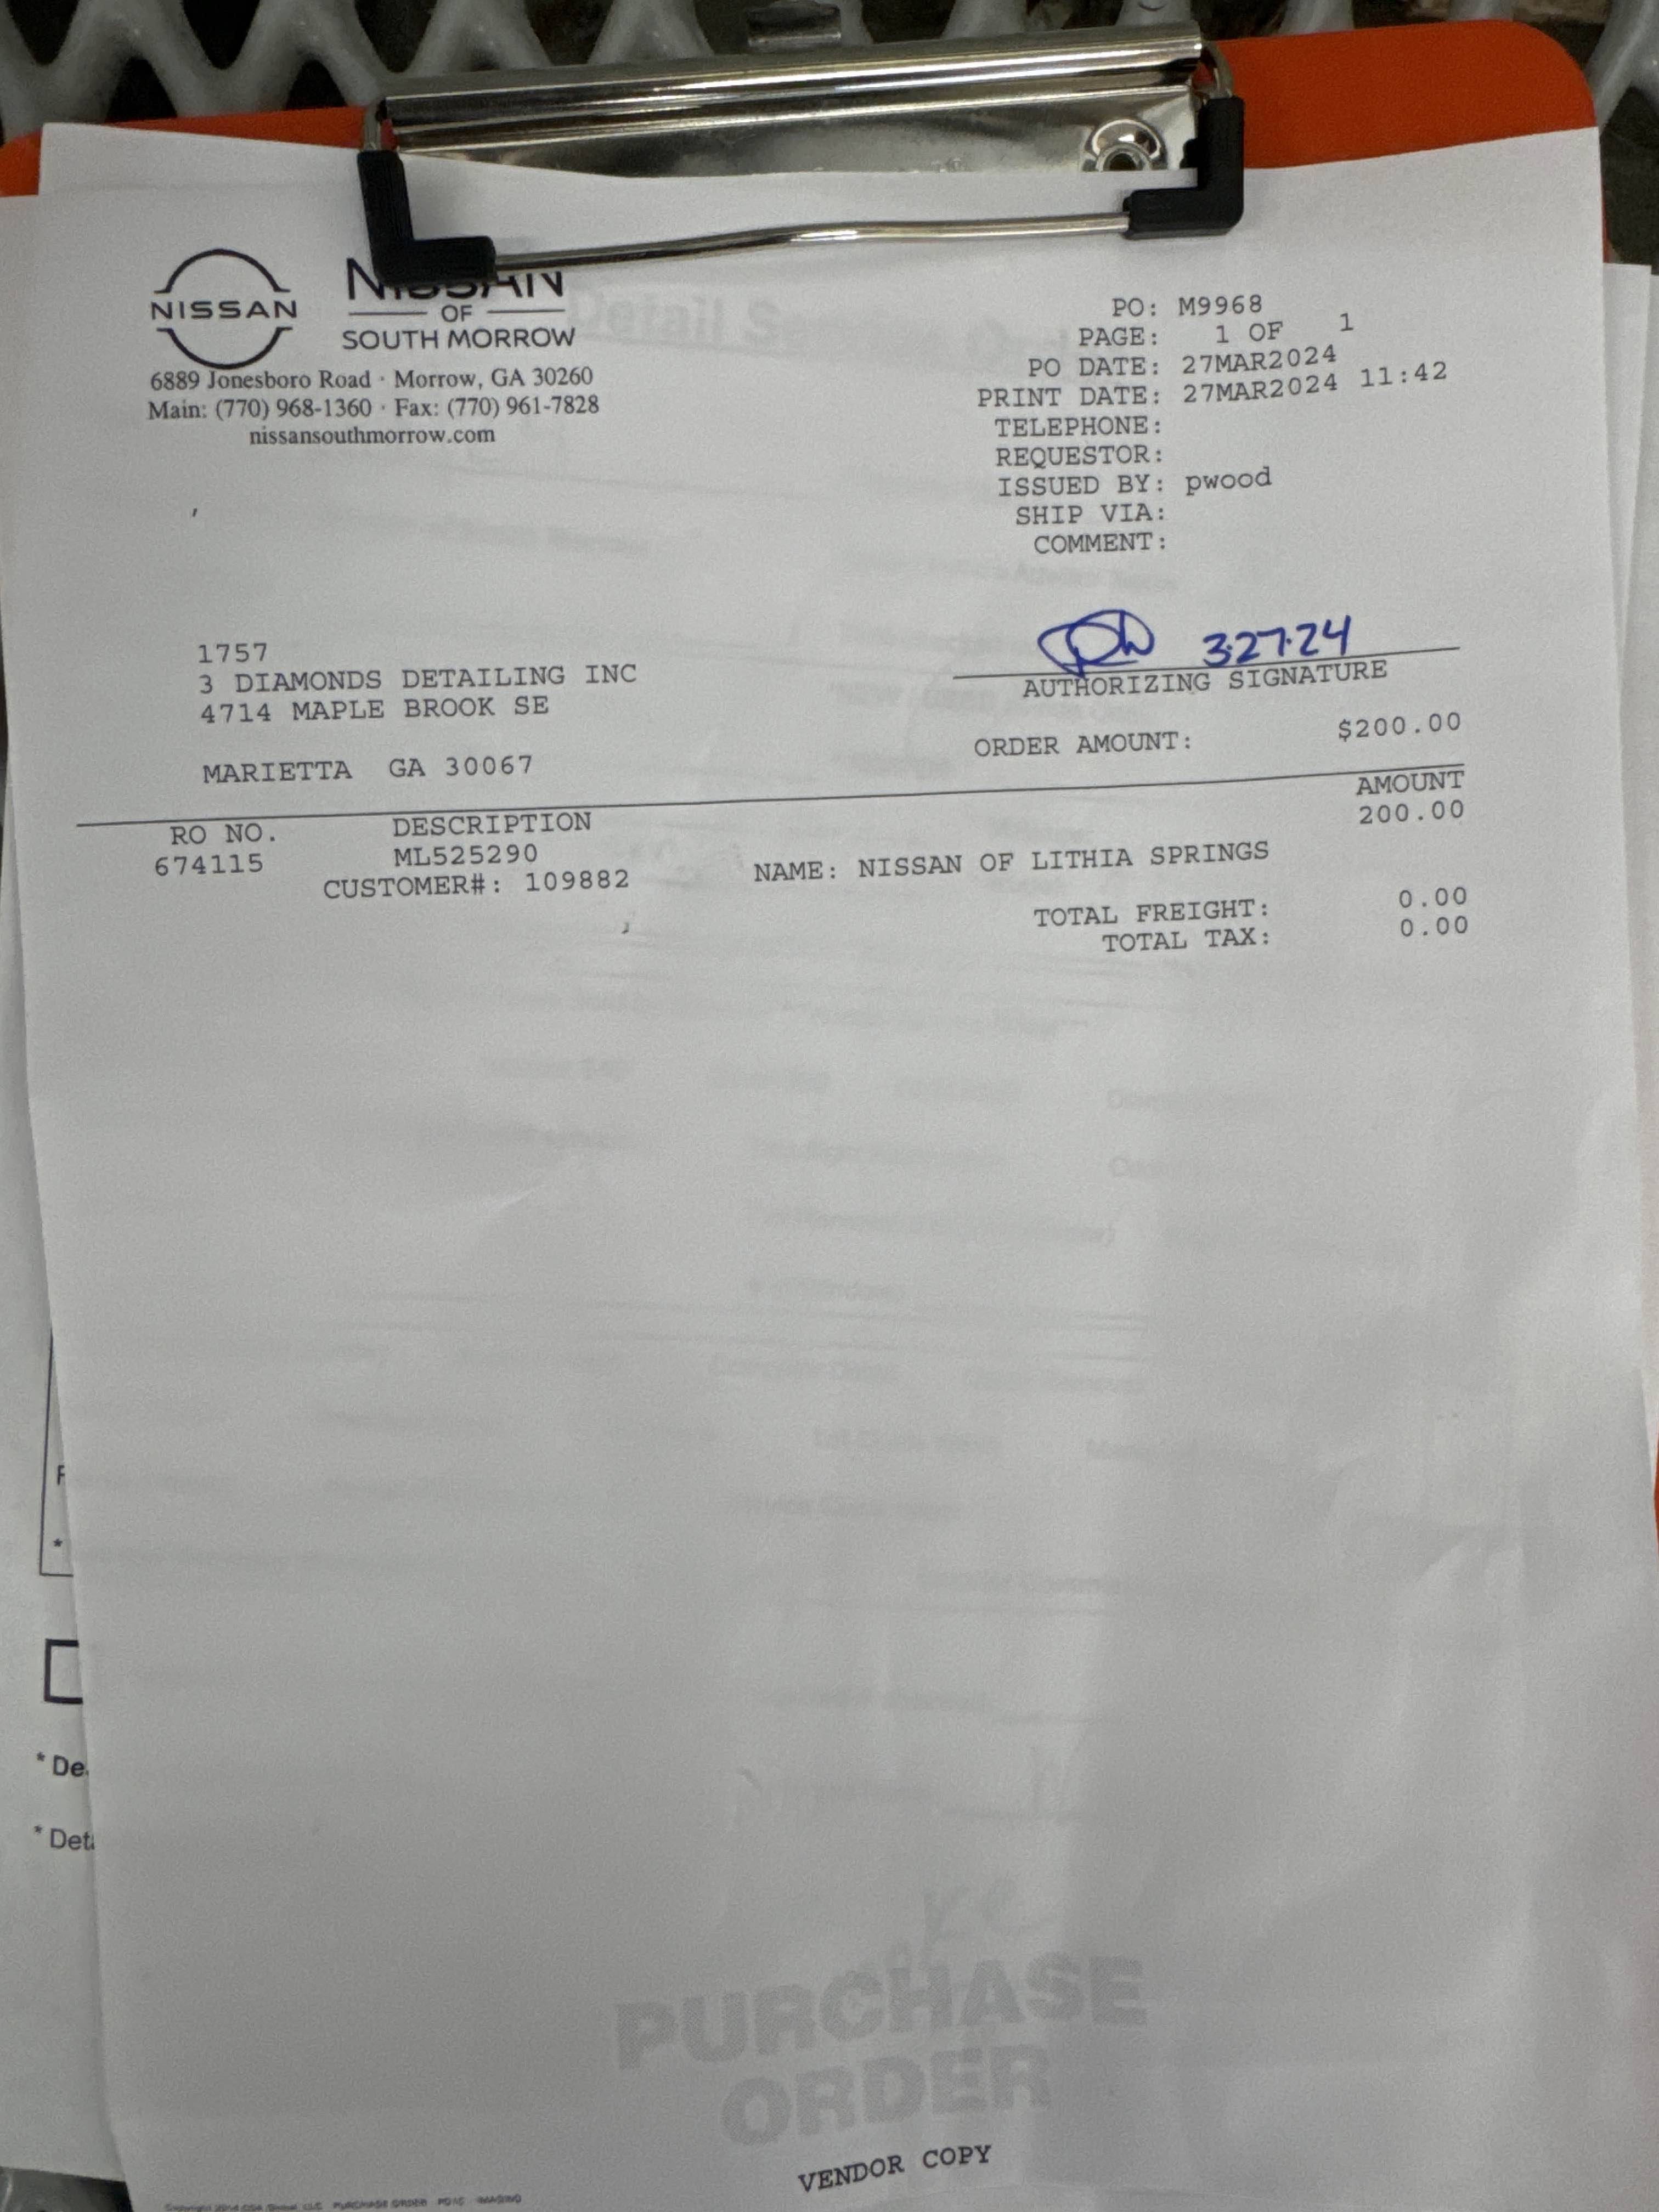 NISSAN
NISSAN
OF
SOUTH MORROW
6889 Jonesboro Road · Morrow, GA 30260
Main: (770) 968-1360 · Fax: (770) 961-7828
nissansouthmorrow.com
PO: M9968
PAGE: 1 OF 1
PO DATE: 27MAR2024
PRINT DATE: 27MAR2024 11:42
TELEPHONE:
REQUESTOR:
ISSUED BY: pwood
SHIP VIA:
COMMENT:
1757
3 DIAMONDS DETAILING INC
4714 MAPLE BROOK SE
MARIETTA GA 30067
3.27.24
AUTHORIZING SIGNATURE
ORDER AMOUNT: $200.00
RO NO. DESCRIPTION AMOUNT
674115 ML525290 200.00
CUSTOMER#: 109882 NAME: NISSAN OF LITHIA SPRINGS
TOTAL FREIGHT: 0.00
TOTAL TAX: 0.00
Detail S
* De
* Det
PURCHASE
ORDER
VENDOR COPY